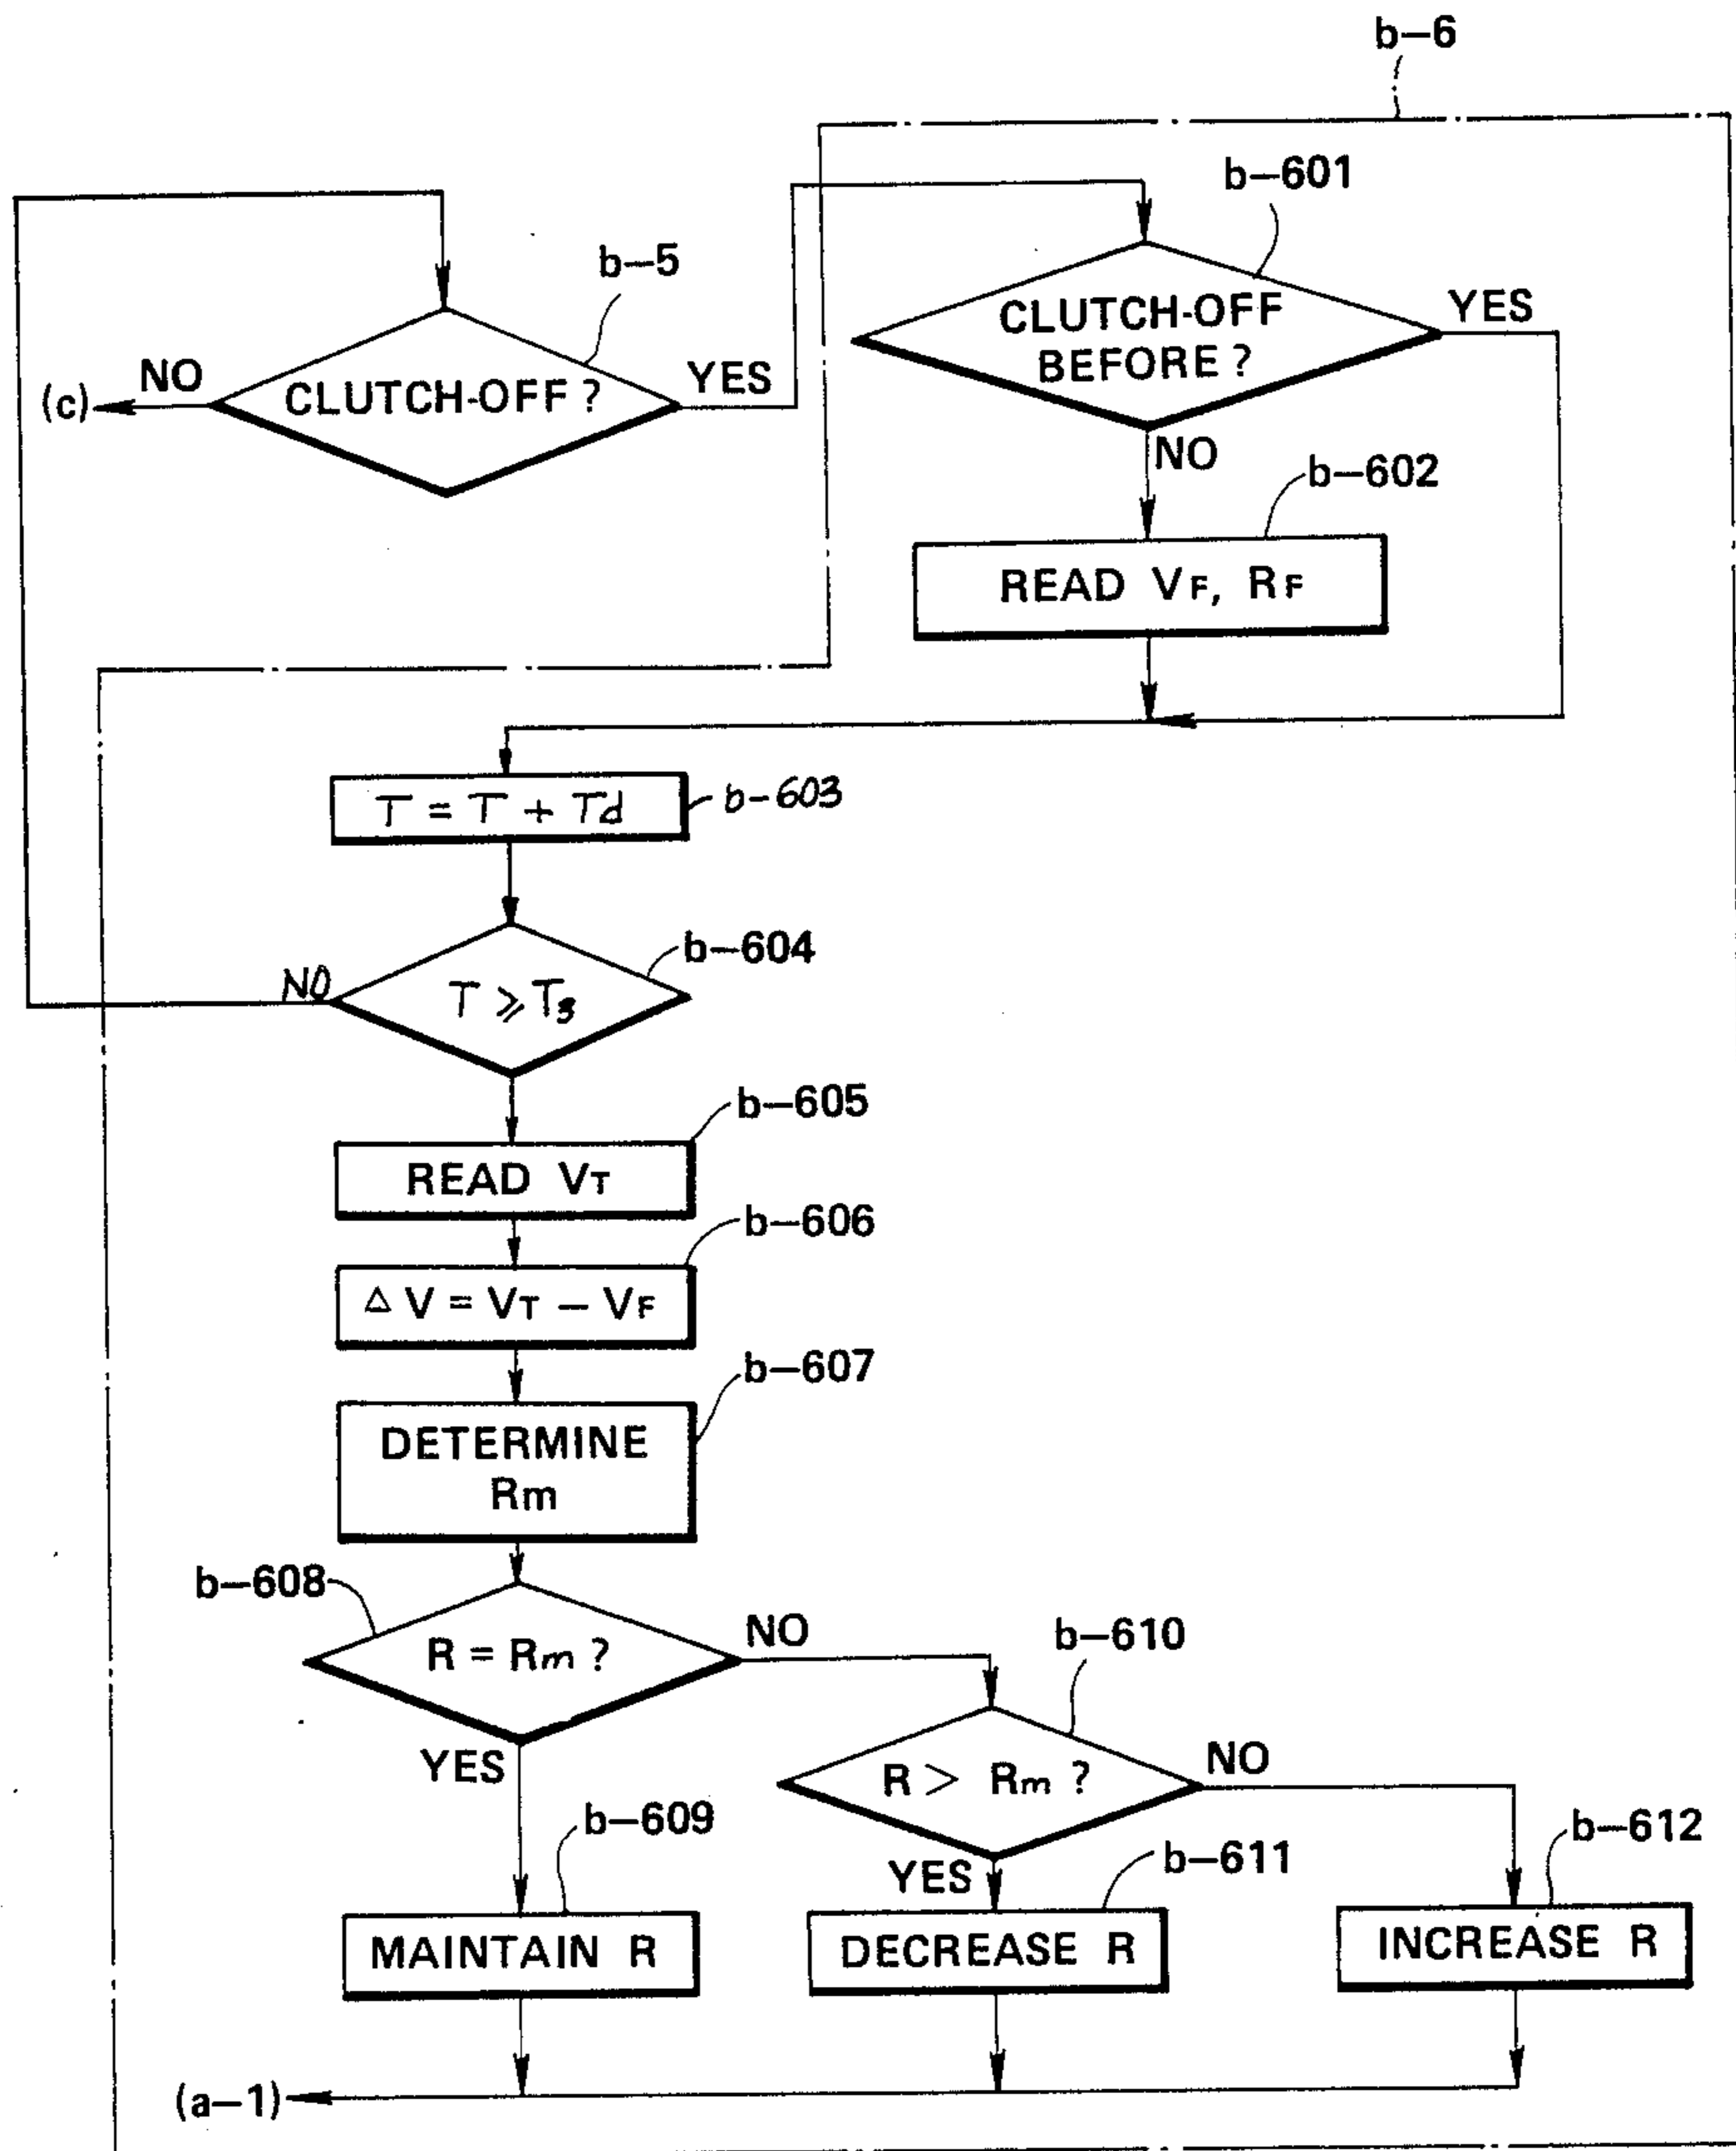 b-6
b-601
b-5
CLUTCH-OFF
BEFORE ?
YES
(c)
NO
CLUTCH-OFF ?
YES
NO
b-602
READ VF, RF
T = T + Td
b-603
b-604
NO
T ≥ T3
b-605
READ VT
b-606
△ V = VT − VF
b-607
DETERMINE
Rm
b-608
R = Rm ?
NO
b-610
YES
R > Rm ?
NO
b-609
YES
b-611
b-612
MAINTAIN R
DECREASE R
INCREASE R
(a-1)